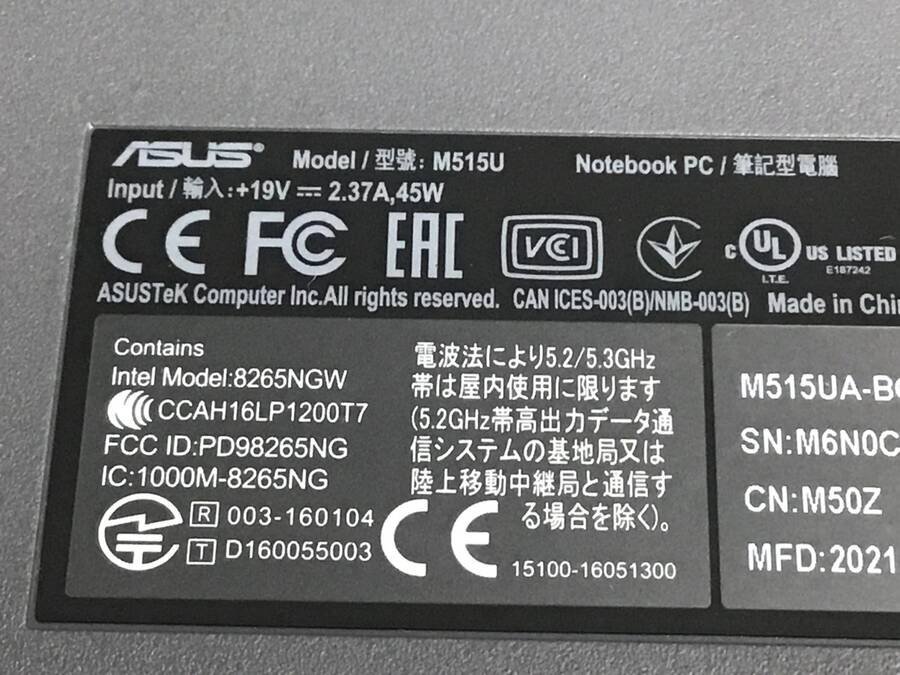 ASUS Model / 型號: M515U Notebook PC / 筆記型電腦
Input / 輸入:+19V ⎓ 2.37A,45W
CE FC EAC VCI c UL US LISTED
I.T.E. E187242
ASUSTeK Computer Inc.All rights reserved. CAN ICES-003(B)/NMB-003(B) Made in
Contains
Intel Model:8265NGW
CCAH16LP1200T7
FCC ID:PD98265NG
IC:1000M-8265NG
R 003-160104
T D160055003
電波法により5.2/5.3GHz
帯は屋内使用に限ります
(5.2GHz帯高出力データ通
信システムの基地局又は
陸上移動中継局と通信す
る場合を除く)。
CE 15100-16051300
M515UA-B
SN:M6N0C
CN:M50Z
MFD:2021